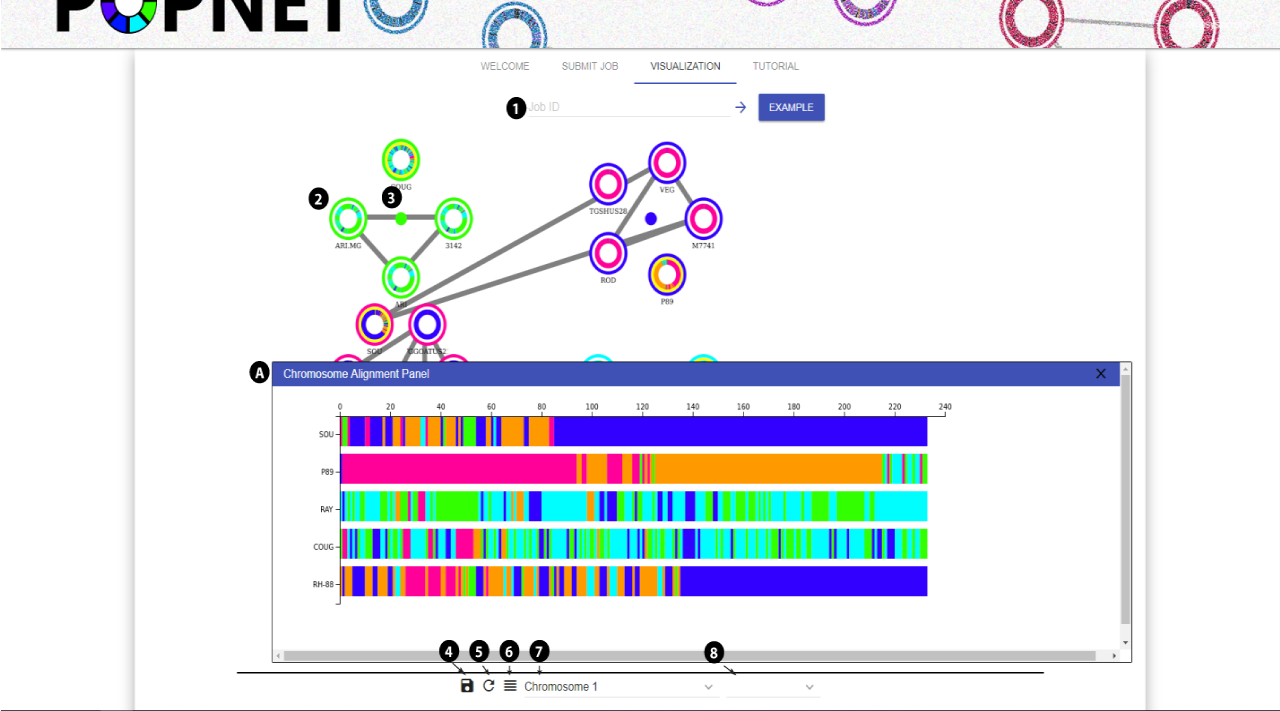 POPNET
WELCOME SUBMIT JOB VISUALIZATION TUTORIAL
1 Job ID EXAMPLE
COUG
VEG
2 3
TGSHUS28
ARI.MG 3142 M7741
ROD
P89
ARI
SOU
A Chromosome Alignment Panel X
0 20 40 60 80 100 120 140 160 180 200 220 240
SOU
P89
RAY
COUG
RH-88
4 5 6 7 8
Chromosome 1